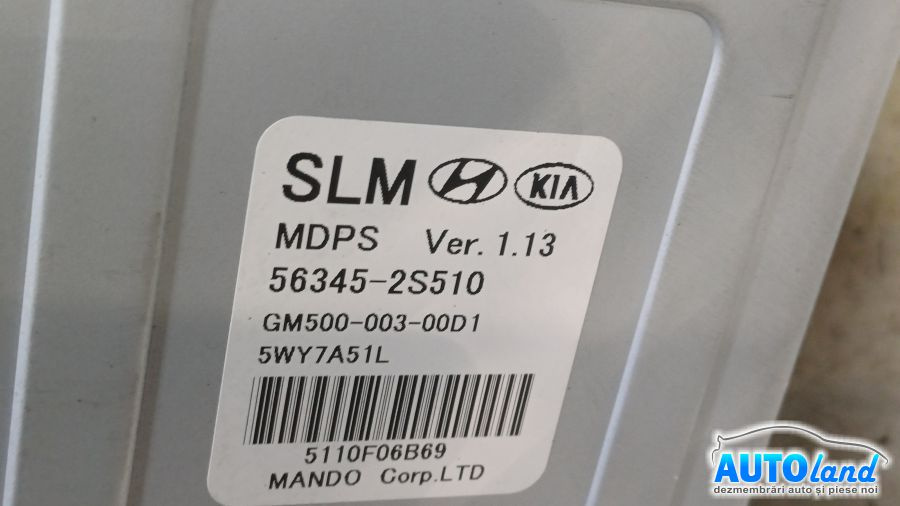 SLM KIA
MDPS Ver. 1.13
56345-2S510
GM500-003-00D1
5WY7A51L
5110F06B69
MANDO Corp.LTD
AUTOland
dezmembrări auto și piese noi